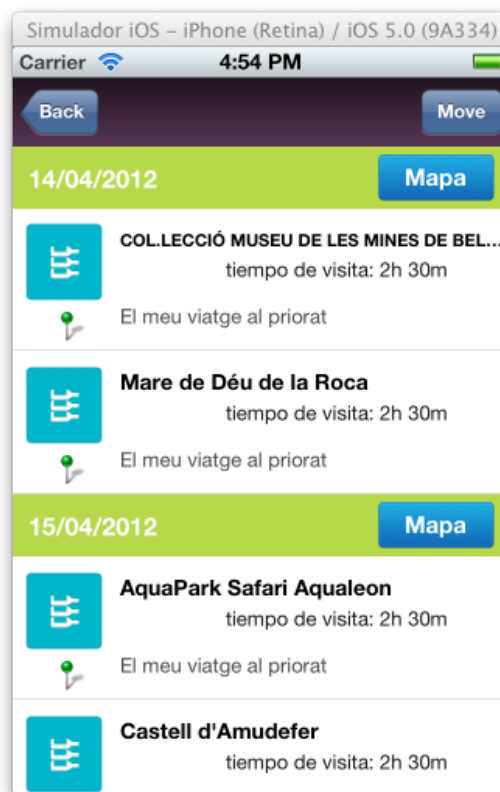 Simulador iOS – iPhone (Retina) / iOS 5.0 (9A334)
Carrier 4:54 PM
Back Move
14/04/2012 Mapa
COL.LECCIÓ MUSEU DE LES MINES DE BEL...
tiempo de visita: 2h 30m
El meu viatge al priorat
Mare de Déu de la Roca
tiempo de visita: 2h 30m
El meu viatge al priorat
15/04/2012 Mapa
AquaPark Safari Aqualeon
tiempo de visita: 2h 30m
El meu viatge al priorat
Castell d'Amudefer
tiempo de visita: 2h 30m